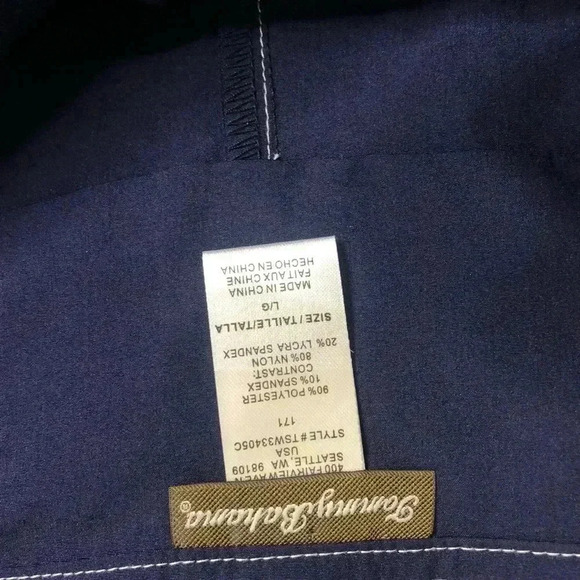 Tommy Bahama®
400 FAIRVIEW AVEN
SEATTLE, WA 98109
USA
STYLE # TSW33405C
171
90% POLYESTER
10% SPANDEX
CONTRAST:
80% NYLON
20% LYCRA SPANDEX
SIZE / TAILLE/TALLA
L/G
MADE IN CHINA
FAIT AUX CHINE
HECHO EN CHINA